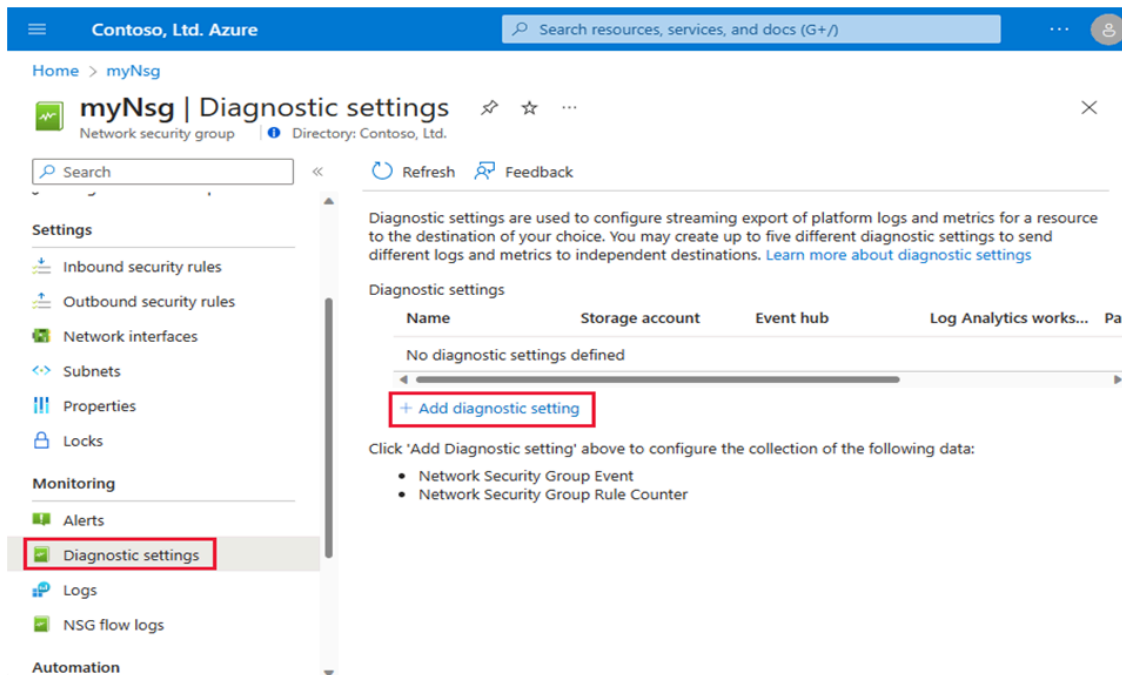 Contoso, Ltd. Azure
Search resources, services, and docs (G+/)
Home > myNsg
myNsg | Diagnostic settings
Network security group
Directory: Contoso, Ltd.
Search
Refresh
Feedback
Settings
Inbound security rules
Outbound security rules
Network interfaces
Subnets
Properties
Locks
Monitoring
Alerts
Diagnostic settings
Logs
NSG flow logs
Automation
Diagnostic settings are used to configure streaming export of platform logs and metrics for a resource
to the destination of your choice. You may create up to five different diagnostic settings to send
different logs and metrics to independent destinations. Learn more about diagnostic settings
Diagnostic settings
Name Storage account Event hub Log Analytics works... Pa
No diagnostic settings defined
+ Add diagnostic setting
Click 'Add Diagnostic setting' above to configure the collection of the following data:
• Network Security Group Event
• Network Security Group Rule Counter